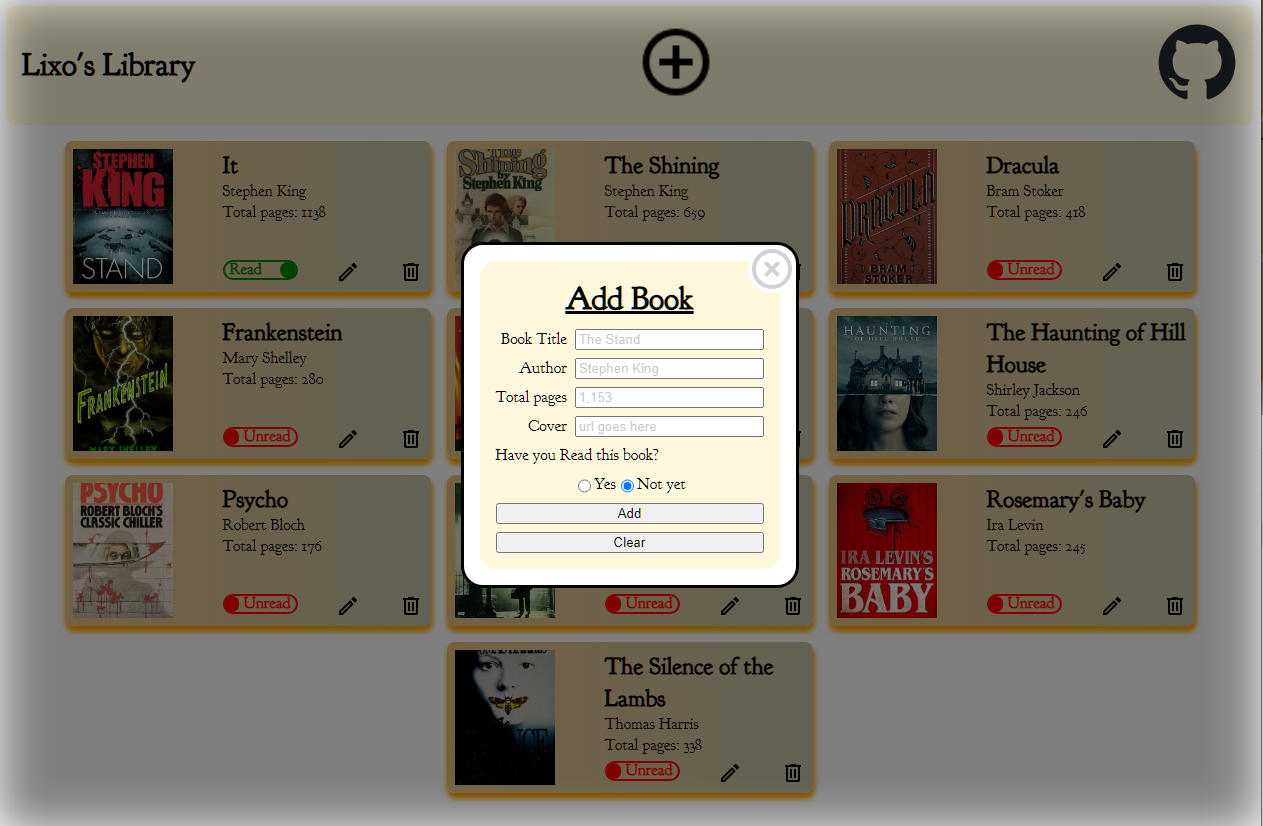 Lixo's Library
STEPHEN
KING
STAND
It
Stephen King
Total pages: 1138
Read
The
Shining
by
Stephen King
The Shining
Stephen King
Total pages: 659
DRACULA
BRAM
STOKER
Dracula
Bram Stoker
Total pages: 418
Unread
FRANKENSTEIN
MARY SHELLEY
Frankenstein
Mary Shelley
Total pages: 280
Unread
HAUNTING
OF HILL HOUSE
The Haunting of Hill
House
Shirley Jackson
Total pages: 246
Unread
Add Book
Book Title The Stand
Author Stephen King
Total pages 1,153
Cover url goes here
Have you Read this book?
Yes Not yet
Add
Clear
PSYCHO
ROBERT BLOCH'S
CLASSIC CHILLER
Psycho
Robert Bloch
Total pages: 176
Unread
Unread
IRA LEVIN'S
ROSEMARY'S
BABY
Rosemary's Baby
Ira Levin
Total pages: 245
Unread
The Silence of the
Lambs
Thomas Harris
Total pages: 338
Unread